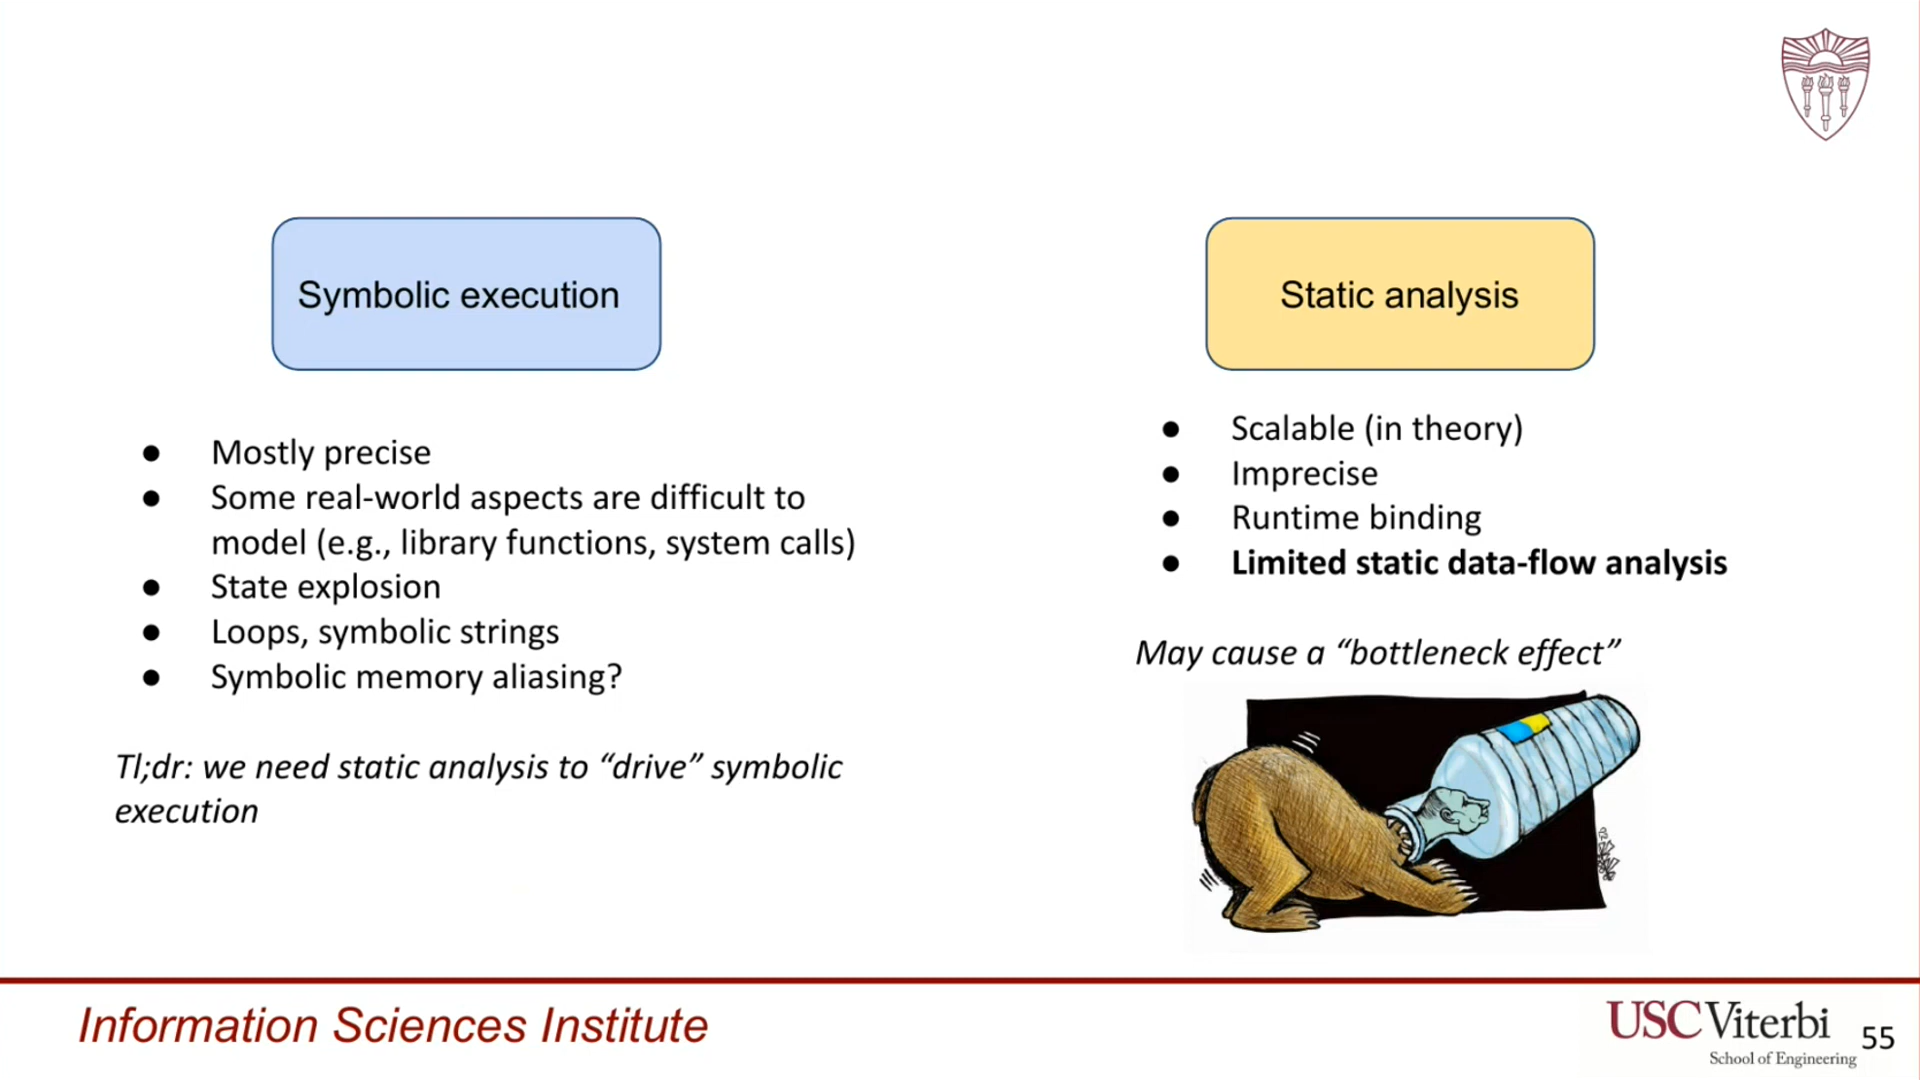 Symbolic execution
● Mostly precise
● Some real-world aspects are difficult to
model (e.g., library functions, system calls)
● State explosion
● Loops, symbolic strings
● Symbolic memory aliasing?
Tl;dr: we need static analysis to “drive” symbolic
execution
Static analysis
● Scalable (in theory)
● Imprecise
● Runtime binding
● Limited static data-flow analysis
May cause a “bottleneck effect”
Information Sciences Institute
USC Viterbi
School of Engineering
55